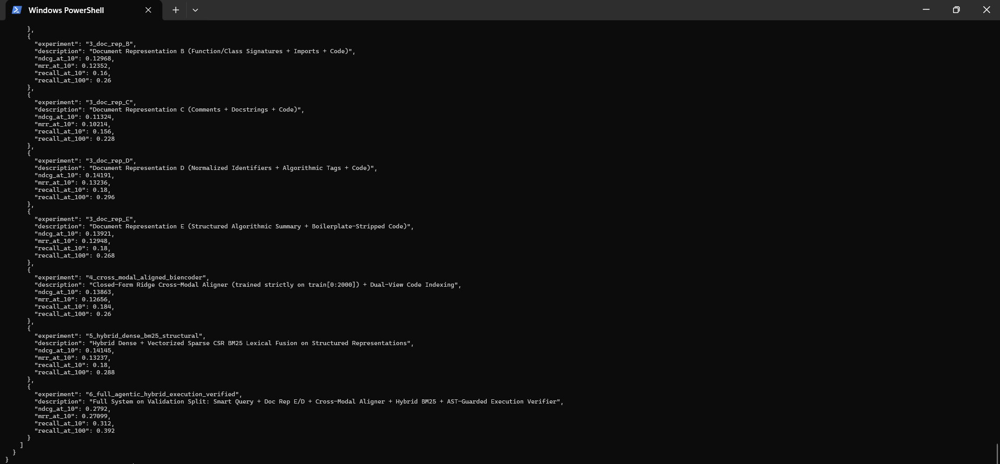 Windows PowerShell
},
{
"experiment": "3_doc_rep_B",
"description": "Document Representation B (Function/Class Signatures + Imports + Code)",
"ndcg_at_10": 0.12968,
"mrr_at_10": 0.12352,
"recall_at_10": 0.16,
"recall_at_100": 0.26
},
{
"experiment": "3_doc_rep_C",
"description": "Document Representation C (Comments + Docstrings + Code)",
"ndcg_at_10": 0.11324,
"mrr_at_10": 0.10214,
"recall_at_10": 0.156,
"recall_at_100": 0.228
},
{
"experiment": "3_doc_rep_D",
"description": "Document Representation D (Normalized Identifiers + Algorithmic Tags + Code)",
"ndcg_at_10": 0.14191,
"mrr_at_10": 0.13236,
"recall_at_10": 0.18,
"recall_at_100": 0.296
},
{
"experiment": "3_doc_rep_E",
"description": "Document Representation E (Structured Algorithmic Summary + Boilerplate-Stripped Code)",
"ndcg_at_10": 0.13921,
"mrr_at_10": 0.12948,
"recall_at_10": 0.18,
"recall_at_100": 0.268
},
{
"experiment": "4_cross_modal_aligned_biencoder",
"description": "Closed-Form Ridge Cross-Modal Aligner (trained strictly on train[0:2000]) + Dual-View Code Indexing",
"ndcg_at_10": 0.13863,
"mrr_at_10": 0.12656,
"recall_at_10": 0.184,
"recall_at_100": 0.26
},
{
"experiment": "5_hybrid_dense_bm25_structural",
"description": "Hybrid Dense + Vectorized Sparse CSR BM25 Lexical Fusion on Structured Representations",
"ndcg_at_10": 0.14145,
"mrr_at_10": 0.13237,
"recall_at_10": 0.18,
"recall_at_100": 0.288
},
{
"experiment": "6_full_agentic_hybrid_execution_verified",
"description": "Full System on Validation Split: Smart Query + Doc Rep E/D + Cross-Modal Aligner + Hybrid BM25 + AST-Guarded Execution Verifier",
"ndcg_at_10": 0.2792,
"mrr_at_10": 0.27099,
"recall_at_10": 0.312,
"recall_at_100": 0.392
}
]
}
}